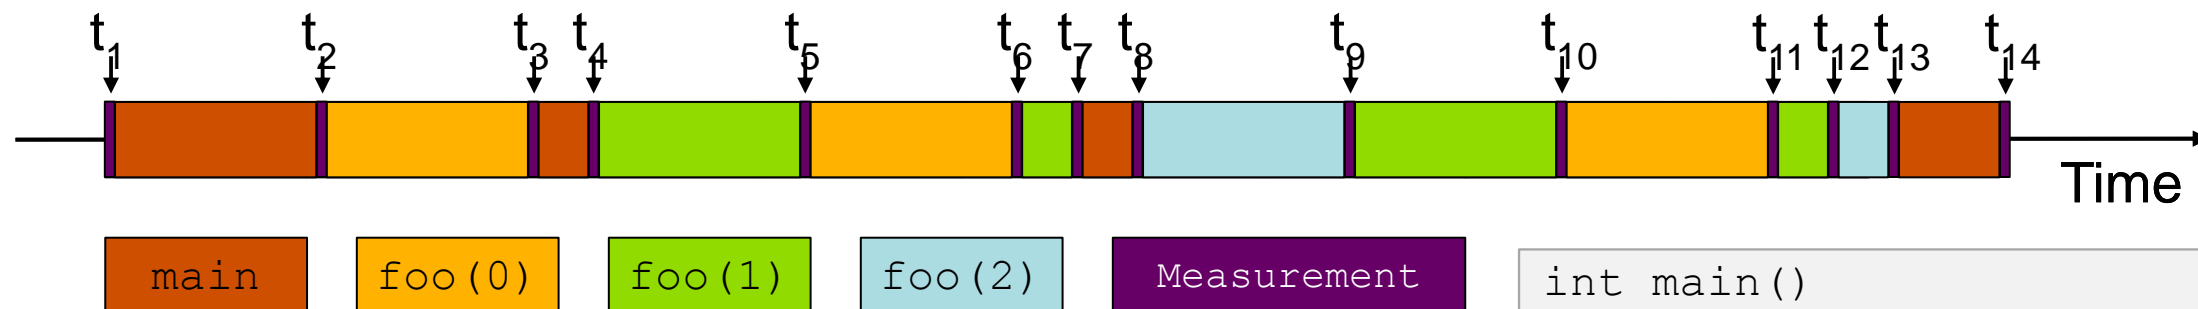 t1 t2 t3 t4 t5 t6 t7 t8 t9 t10 t11 t12 t13 t14
Time
main foo(0) foo(1) foo(2) Measurement int main()